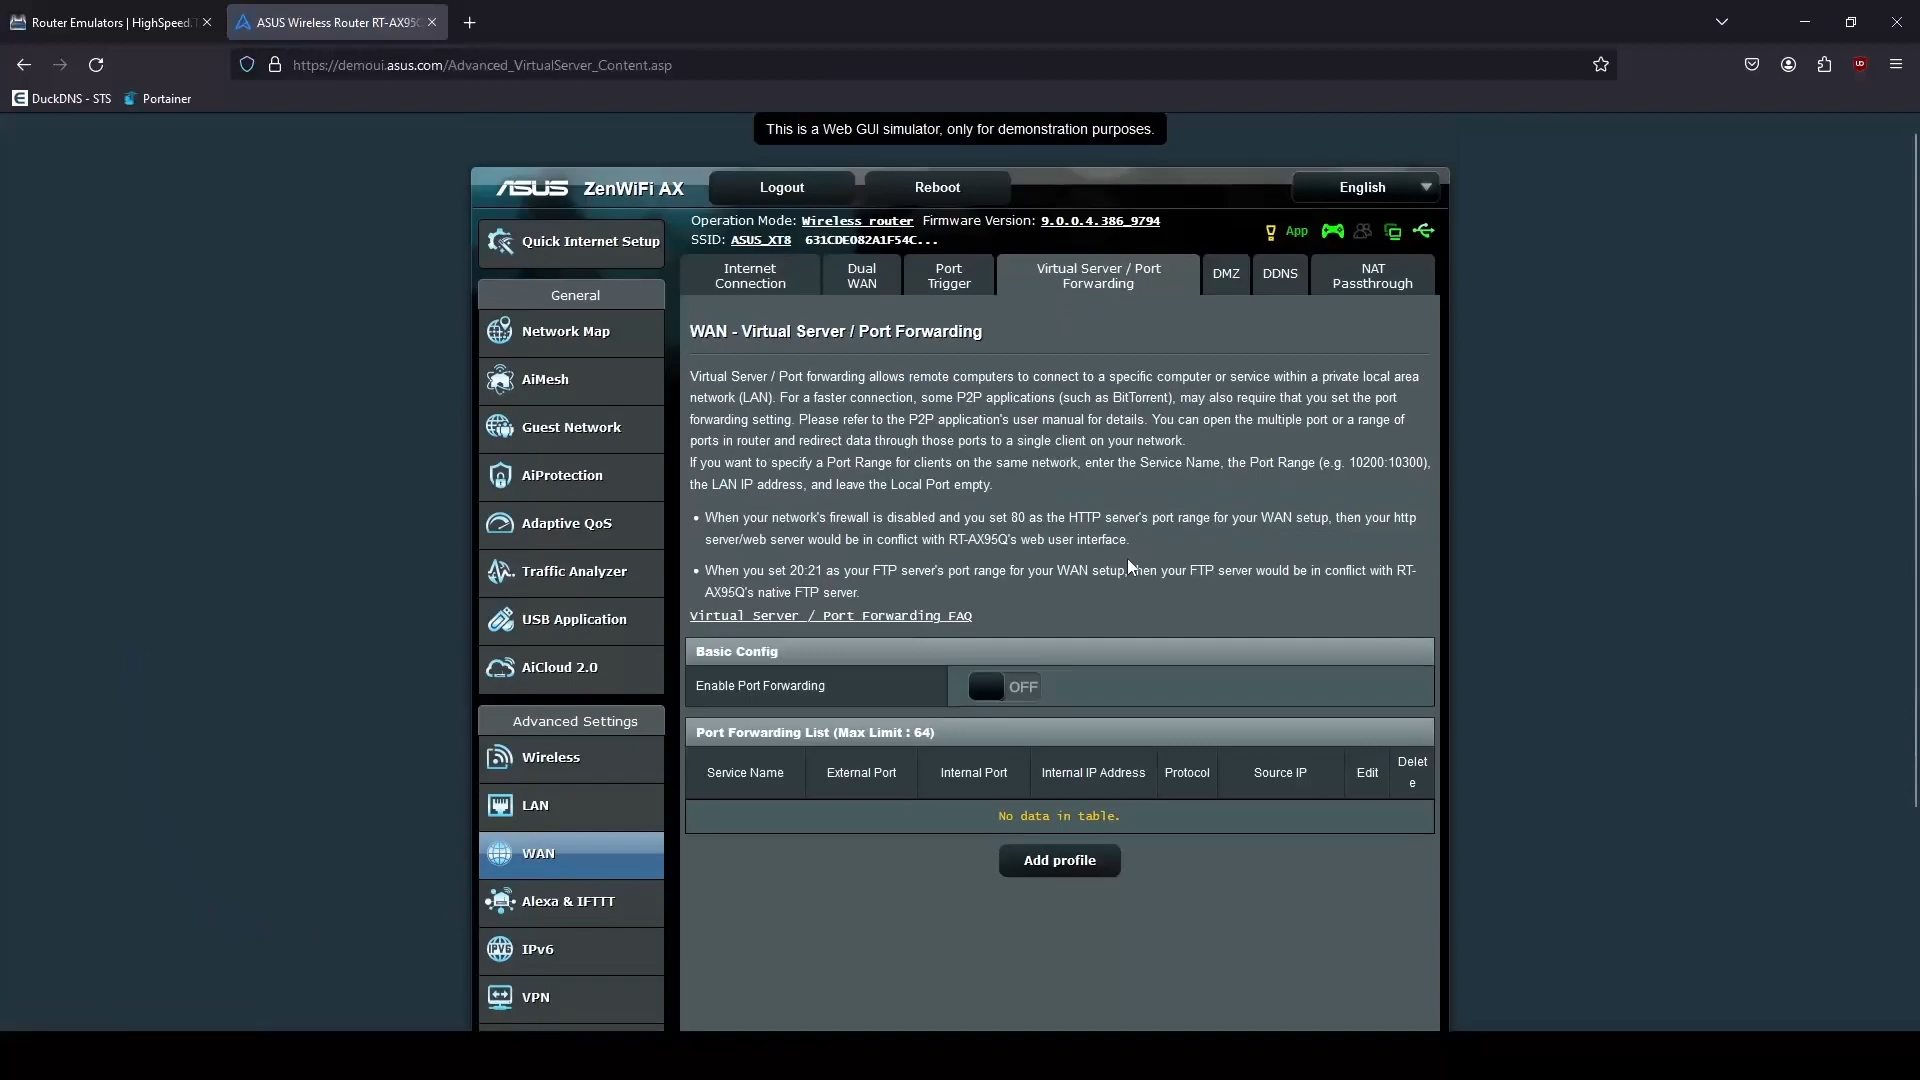 Router Emulators | HighSpeed.
ASUS Wireless Router RT-AX95
https://demoui.asus.com/Advanced_VirtualServer_Content.asp
DuckDNS - STS
Portainer
This is a Web GUI simulator, only for demonstration purposes.
ASUS ZenWiFi AX
Logout
Reboot
English
Quick Internet Setup
Operation Mode: Wireless router Firmware Version: 9.0.0.4.386_9794
SSID: ASUS_XT8 631CDE082A1F54C...
App
Internet Connection
Dual WAN
Port Trigger
Virtual Server / Port Forwarding
DMZ
DDNS
NAT Passthrough
General
Network Map
AiMesh
Guest Network
AiProtection
Adaptive QoS
Traffic Analyzer
USB Application
AiCloud 2.0
Advanced Settings
Wireless
LAN
WAN
Alexa & IFTTT
IPv6
VPN
WAN - Virtual Server / Port Forwarding
Virtual Server / Port forwarding allows remote computers to connect to a specific computer or service within a private local area
network (LAN). For a faster connection, some P2P applications (such as BitTorrent), may also require that you set the port
forwarding setting. Please refer to the P2P application's user manual for details. You can open the multiple port or a range of
ports in router and redirect data through those ports to a single client on your network.
If you want to specify a Port Range for clients on the same network, enter the Service Name, the Port Range (e.g. 10200:10300),
the LAN IP address, and leave the Local Port empty.
• When your network's firewall is disabled and you set 80 as the HTTP server's port range for your WAN setup, then your http
server/web server would be in conflict with RT-AX95Q's web user interface.
• When you set 20:21 as your FTP server's port range for your WAN setup, then your FTP server would be in conflict with RT-
AX95Q's native FTP server.
Virtual Server / Port Forwarding FAQ
Basic Config
Enable Port Forwarding
OFF
Port Forwarding List (Max Limit : 64)
Service Name
External Port
Internal Port
Internal IP Address
Protocol
Source IP
Edit
Delet
e
No data in table.
Add profile